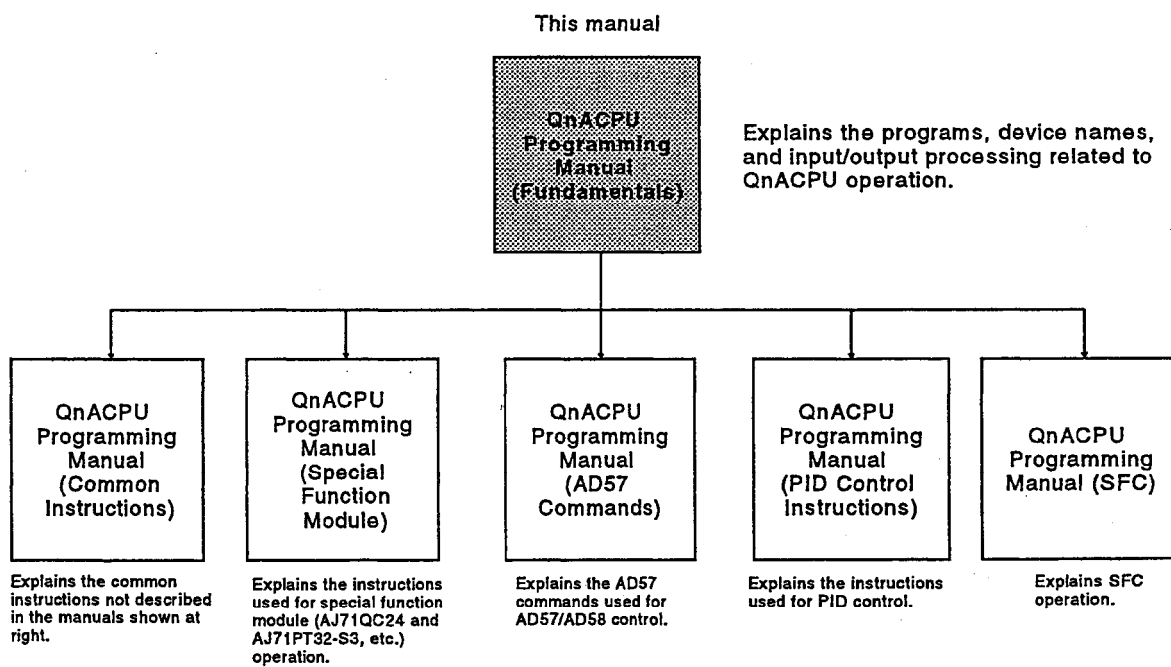 This manual
QnACPU
Programming
Manual
(Fundamentals)
Explains the programs, device names,
and input/output processing related to
QnACPU operation.
QnACPU
Programming
Manual
(Common
Instructions)
Explains the common
instructions not described
in the manuals shown at
right.
QnACPU
Programming
Manual
(Special
Function
Module)
Explains the instructions
used for special function
module (AJ71QC24 and
AJ71PT32-S3, etc.)
operation.
QnACPU
Programming
Manual
(AD57
Commands)
Explains the AD57
commands used for
AD57/AD58 control.
QnACPU
Programming
Manual
(PID Control
Instructions)
Explains the instructions
used for PID control.
QnACPU
Programming
Manual (SFC)
Explains SFC
operation.